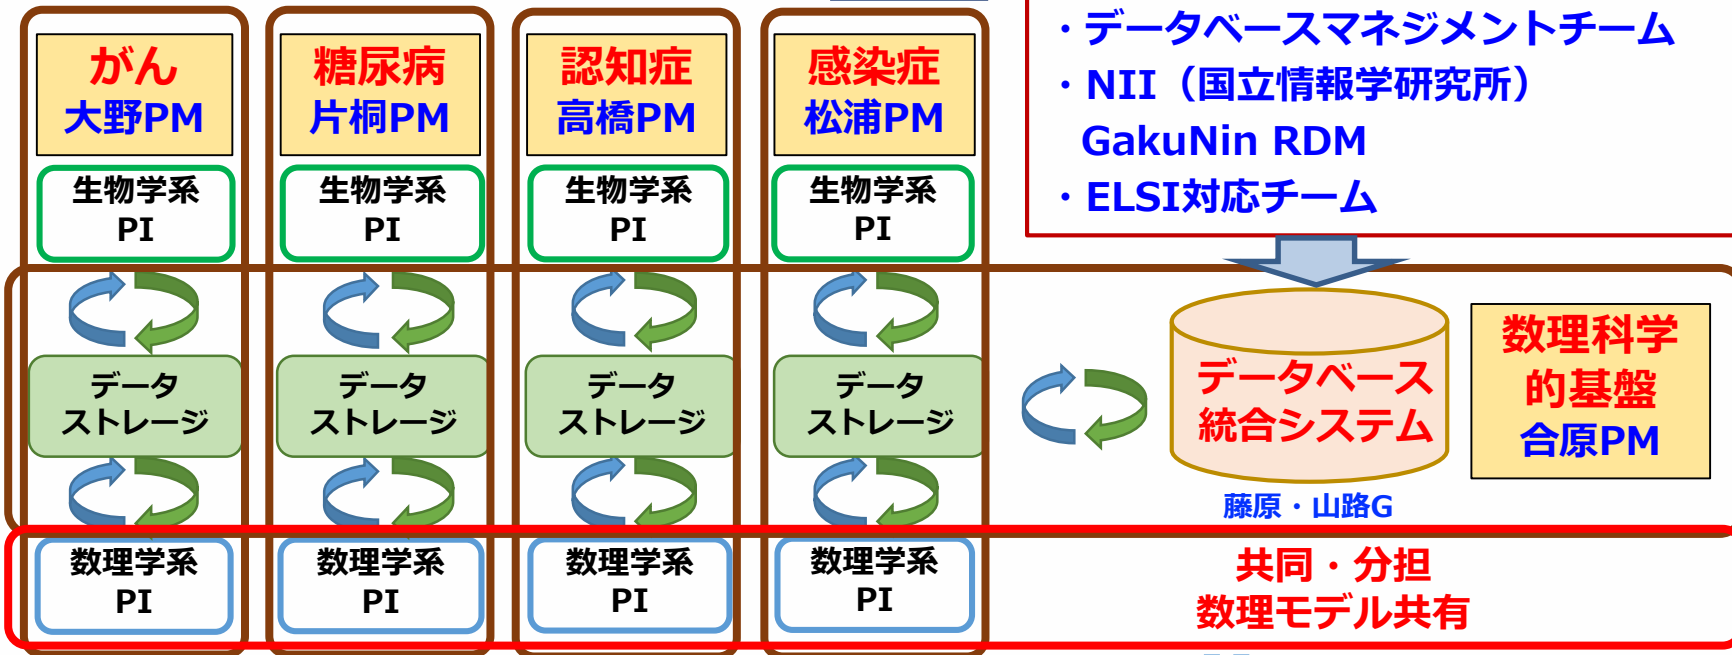 がん
大野PM
糖尿病
片桐PM
認知症
高橋PM
感染症
松浦PM
・データベースマネジメントチーム
・NII（国立情報学研究所）
GakuNin RDM
・ELSI対応チーム
生物学系
PI
生物学系
PI
生物学系
PI
生物学系
PI
データ
ストレージ
データ
ストレージ
データ
ストレージ
データ
ストレージ
データベース
統合システム
藤原・山路G
数理科学
的基盤
合原PM
数理学系
PI
数理学系
PI
数理学系
PI
数理学系
PI
共同・分担
数理モデル共有